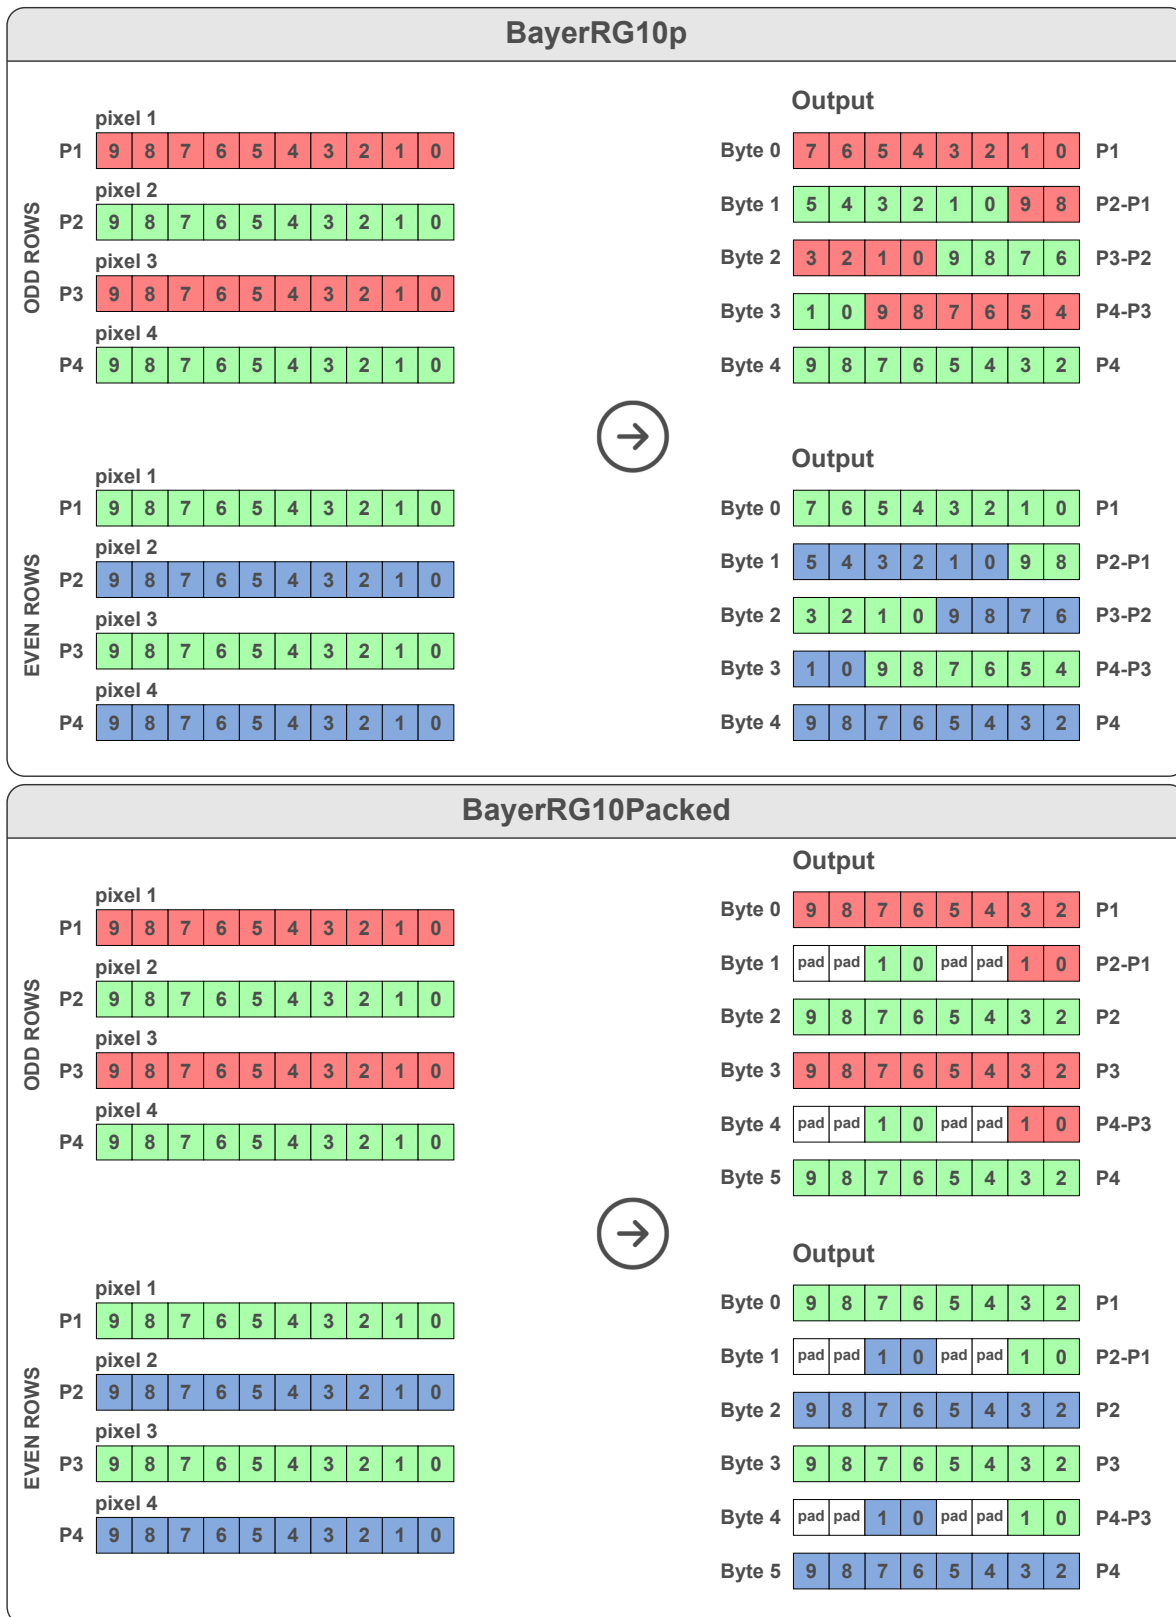 BayerRG10p
Output
pixel 1
P1 9 8 7 6 5 4 3 2 1 0
Byte 0 7 6 5 4 3 2 1 0 P1
pixel 2
P2 9 8 7 6 5 4 3 2 1 0
Byte 1 5 4 3 2 1 0 9 8 P2-P1
ODD ROWS
pixel 3
P3 9 8 7 6 5 4 3 2 1 0
Byte 2 3 2 1 0 9 8 7 6 P3-P2
Byte 3 1 0 9 8 7 6 5 4 P4-P3
pixel 4
P4 9 8 7 6 5 4 3 2 1 0
Byte 4 9 8 7 6 5 4 3 2 P4
Output
pixel 1
P1 9 8 7 6 5 4 3 2 1 0
Byte 0 7 6 5 4 3 2 1 0 P1
pixel 2
P2 9 8 7 6 5 4 3 2 1 0
Byte 1 5 4 3 2 1 0 9 8 P2-P1
EVEN ROWS
pixel 3
P3 9 8 7 6 5 4 3 2 1 0
Byte 2 3 2 1 0 9 8 7 6 P3-P2
Byte 3 1 0 9 8 7 6 5 4 P4-P3
pixel 4
P4 9 8 7 6 5 4 3 2 1 0
Byte 4 9 8 7 6 5 4 3 2 P4
BayerRG10Packed
Output
pixel 1
P1 9 8 7 6 5 4 3 2 1 0
Byte 0 9 8 7 6 5 4 3 2 P1
Byte 1 pad pad 1 0 pad pad 1 0 P2-P1
pixel 2
P2 9 8 7 6 5 4 3 2 1 0
Byte 2 9 8 7 6 5 4 3 2 P2
ODD ROWS
pixel 3
P3 9 8 7 6 5 4 3 2 1 0
Byte 3 9 8 7 6 5 4 3 2 P3
pixel 4
P4 9 8 7 6 5 4 3 2 1 0
Byte 4 pad pad 1 0 pad pad 1 0 P4-P3
Byte 5 9 8 7 6 5 4 3 2 P4
Output
pixel 1
P1 9 8 7 6 5 4 3 2 1 0
Byte 0 9 8 7 6 5 4 3 2 P1
Byte 1 pad pad 1 0 pad pad 1 0 P2-P1
pixel 2
P2 9 8 7 6 5 4 3 2 1 0
Byte 2 9 8 7 6 5 4 3 2 P2
EVEN ROWS
pixel 3
P3 9 8 7 6 5 4 3 2 1 0
Byte 3 9 8 7 6 5 4 3 2 P3
pixel 4
P4 9 8 7 6 5 4 3 2 1 0
Byte 4 pad pad 1 0 pad pad 1 0 P4-P3
Byte 5 9 8 7 6 5 4 3 2 P4